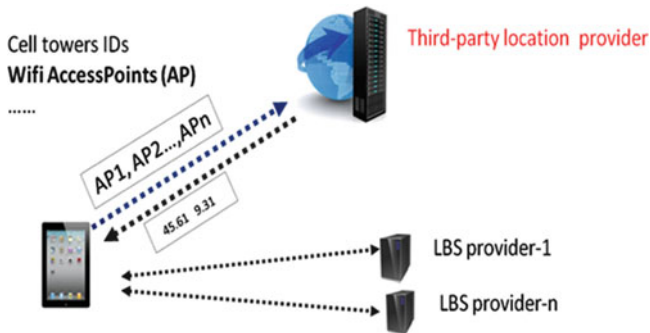 Cell towers IDs
Third-party location provider
Wifi AccessPoints (AP)
......
AP1, AP2...,APn
45.61 9.31
LBS provider-1
LBS provider-n